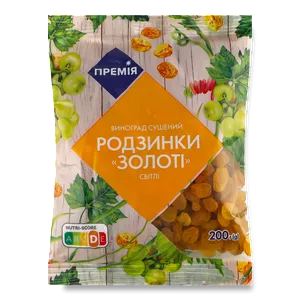 ПРЕМІЯ
ВИНОГРАД СУШЕНИЙ
РОДЗИНКИ
«ЗОЛОТІ»
СВІТЛІ
200 г
NUTRI-SCORE
A B C D E